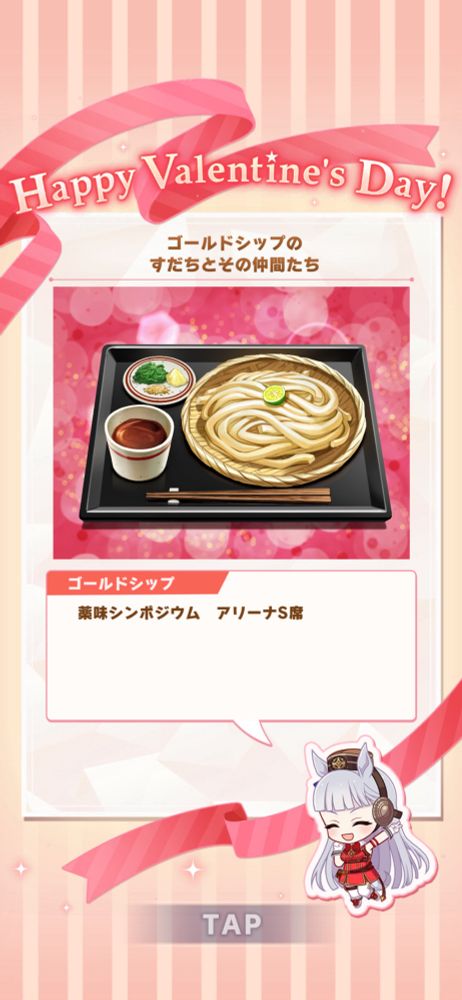 Happy Valentine's Day!
ゴールドシップの
すだちとその仲間たち
ゴールドシップ
薬味シンポジウム　アリーナS席
TAP